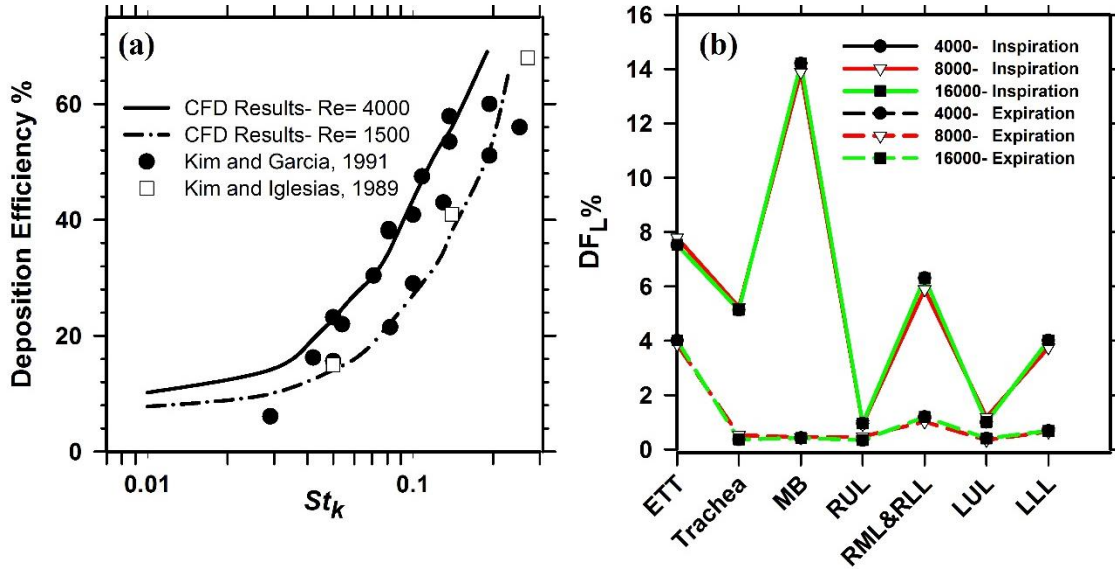 (a)
Deposition Efficiency %
60
40
20
0
CFD Results- Re= 4000
CFD Results- Re= 1500
Kim and Garcia, 1991
Kim and Iglesias, 1989
0.01
0.1
St_k
(b)
DF_L%
16
14
12
10
8
6
4
2
0
4000- Inspiration
8000- Inspiration
16000- Inspiration
4000- Expiration
8000- Expiration
16000- Expiration
ETT
Trachea
MB
RUL
RML&RLL
LUL
LLL